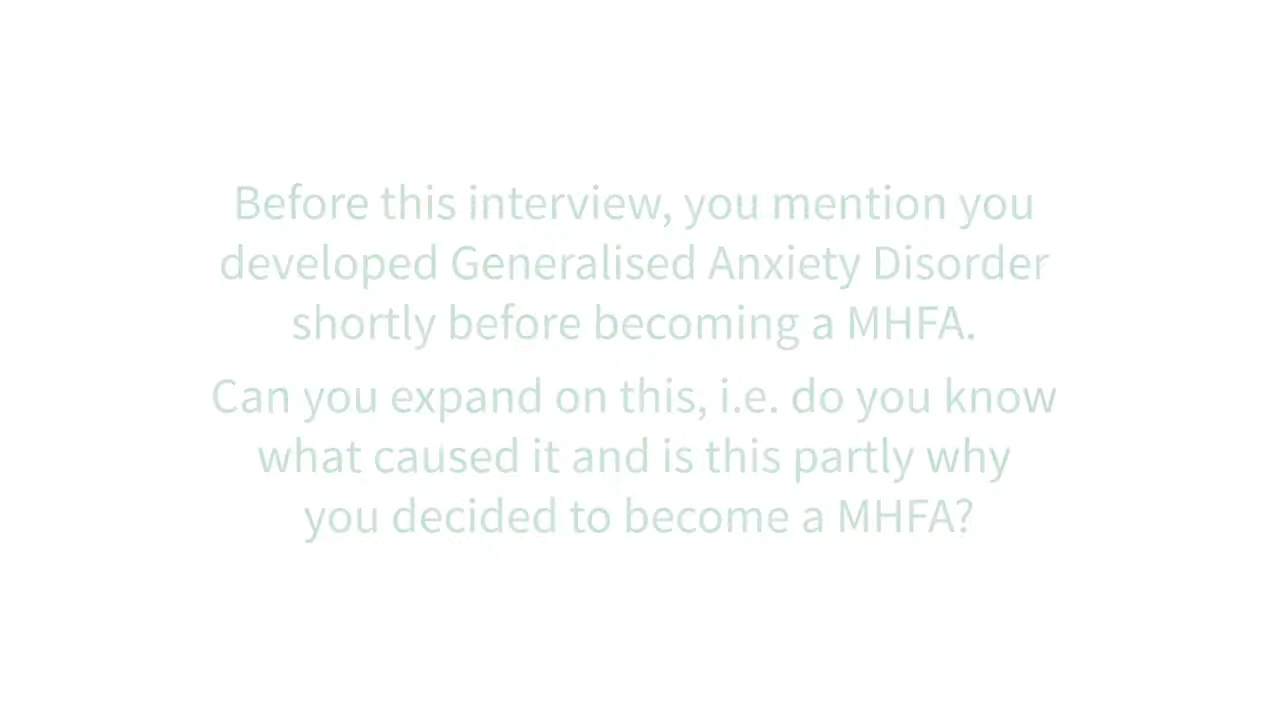 Before this interview, you mention you
developed Generalised Anxiety Disorder
shortly before becoming a MHFA.
Can you expand on this, i.e. do you know
what caused it and is this partly why
you decided to become a MHFA?